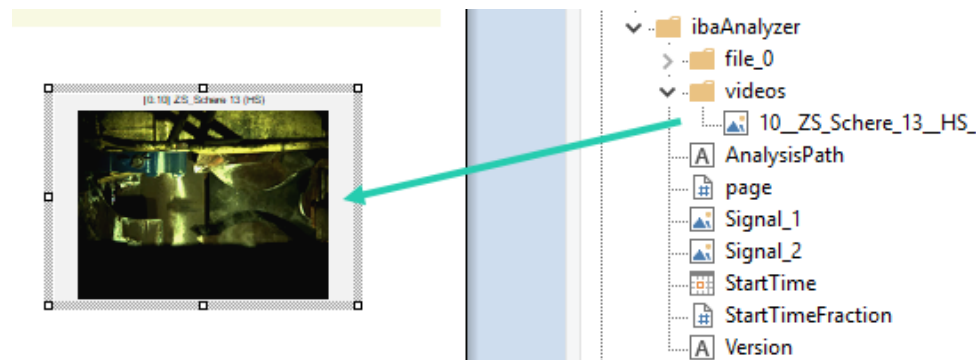 [0.10] ZS_Schere 13 (HS)
ibaAnalyzer
file_0
videos
10__ZS_Schere_13__HS_
AnalysisPath
page
Signal_1
Signal_2
StartTime
StartTimeFraction
Version